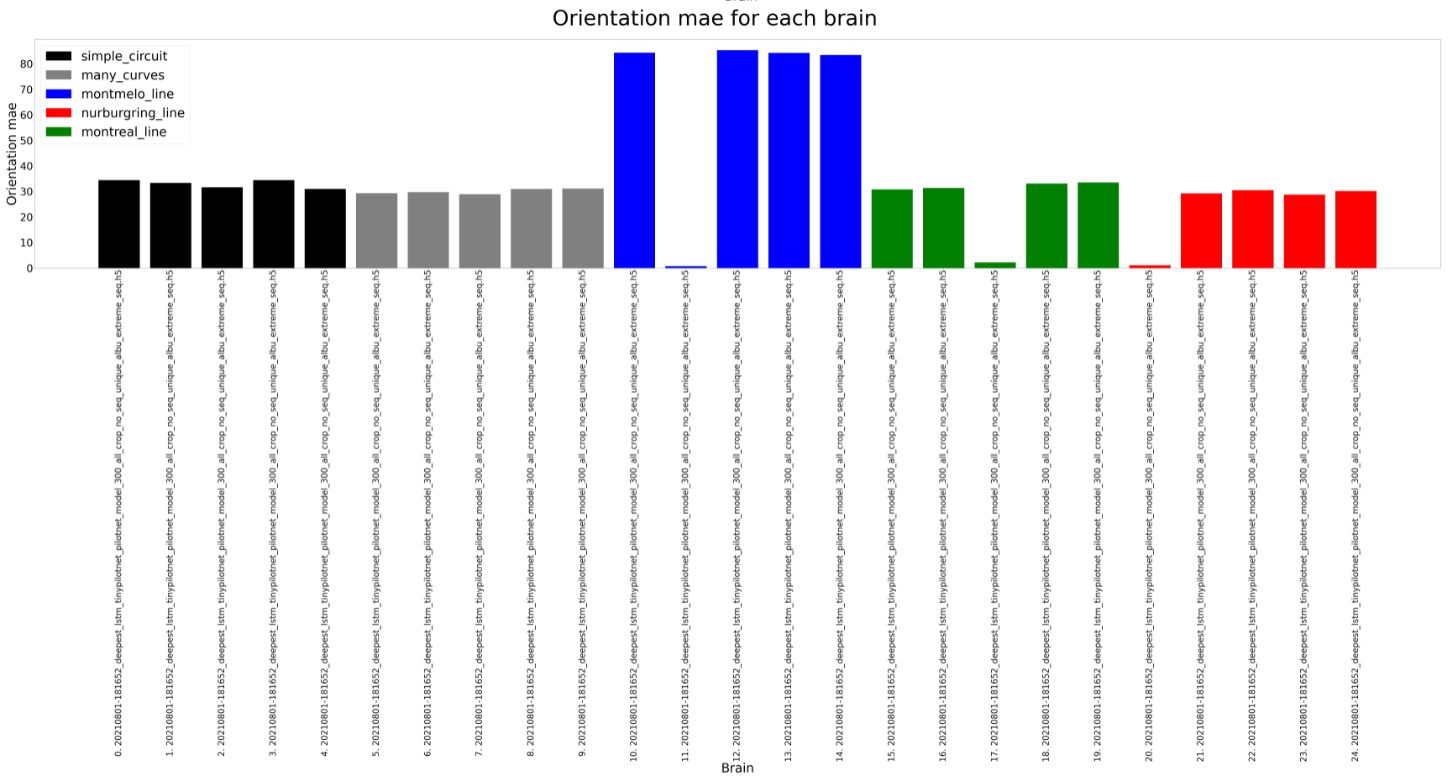 Brain
Orientation mae for each brain
simple_circuit
many_curves
montmelo_line
nurburgring_line
montreal_line
Orientation mae
80
70
60
50
40
30
20
10
0
0. 20210801-181652_deepest_lstm_tinypilotnet_pilotnet_model_300_all_crop_no_seq_unique_albu_extreme_seq.h5
1. 20210801-181652_deepest_lstm_tinypilotnet_pilotnet_model_300_all_crop_no_seq_unique_albu_extreme_seq.h5
2. 20210801-181652_deepest_lstm_tinypilotnet_pilotnet_model_300_all_crop_no_seq_unique_albu_extreme_seq.h5
3. 20210801-181652_deepest_lstm_tinypilotnet_pilotnet_model_300_all_crop_no_seq_unique_albu_extreme_seq.h5
4. 20210801-181652_deepest_lstm_tinypilotnet_pilotnet_model_300_all_crop_no_seq_unique_albu_extreme_seq.h5
5. 20210801-181652_deepest_lstm_tinypilotnet_pilotnet_model_300_all_crop_no_seq_unique_albu_extreme_seq.h5
6. 20210801-181652_deepest_lstm_tinypilotnet_pilotnet_model_300_all_crop_no_seq_unique_albu_extreme_seq.h5
7. 20210801-181652_deepest_lstm_tinypilotnet_pilotnet_model_300_all_crop_no_seq_unique_albu_extreme_seq.h5
8. 20210801-181652_deepest_lstm_tinypilotnet_pilotnet_model_300_all_crop_no_seq_unique_albu_extreme_seq.h5
9. 20210801-181652_deepest_lstm_tinypilotnet_pilotnet_model_300_all_crop_no_seq_unique_albu_extreme_seq.h5
10. 20210801-181652_deepest_lstm_tinypilotnet_pilotnet_model_300_all_crop_no_seq_unique_albu_extreme_seq.h5
11. 20210801-181652_deepest_lstm_tinypilotnet_pilotnet_model_300_all_crop_no_seq_unique_albu_extreme_seq.h5
12. 20210801-181652_deepest_lstm_tinypilotnet_pilotnet_model_300_all_crop_no_seq_unique_albu_extreme_seq.h5
13. 20210801-181652_deepest_lstm_tinypilotnet_pilotnet_model_300_all_crop_no_seq_unique_albu_extreme_seq.h5
14. 20210801-181652_deepest_lstm_tinypilotnet_pilotnet_model_300_all_crop_no_seq_unique_albu_extreme_seq.h5
15. 20210801-181652_deepest_lstm_tinypilotnet_pilotnet_model_300_all_crop_no_seq_unique_albu_extreme_seq.h5
16. 20210801-181652_deepest_lstm_tinypilotnet_pilotnet_model_300_all_crop_no_seq_unique_albu_extreme_seq.h5
17. 20210801-181652_deepest_lstm_tinypilotnet_pilotnet_model_300_all_crop_no_seq_unique_albu_extreme_seq.h5
18. 20210801-181652_deepest_lstm_tinypilotnet_pilotnet_model_300_all_crop_no_seq_unique_albu_extreme_seq.h5
19. 20210801-181652_deepest_lstm_tinypilotnet_pilotnet_model_300_all_crop_no_seq_unique_albu_extreme_seq.h5
20. 20210801-181652_deepest_lstm_tinypilotnet_pilotnet_model_300_all_crop_no_seq_unique_albu_extreme_seq.h5
21. 20210801-181652_deepest_lstm_tinypilotnet_pilotnet_model_300_all_crop_no_seq_unique_albu_extreme_seq.h5
22. 20210801-181652_deepest_lstm_tinypilotnet_pilotnet_model_300_all_crop_no_seq_unique_albu_extreme_seq.h5
23. 20210801-181652_deepest_lstm_tinypilotnet_pilotnet_model_300_all_crop_no_seq_unique_albu_extreme_seq.h5
24. 20210801-181652_deepest_lstm_tinypilotnet_pilotnet_model_300_all_crop_no_seq_unique_albu_extreme_seq.h5
Brain